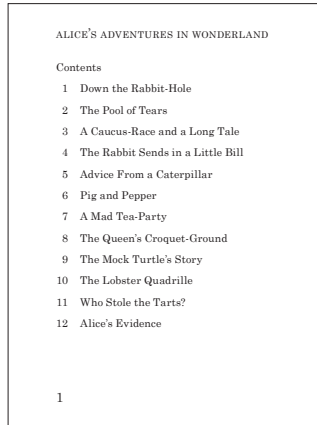 ALICE'S ADVENTURES IN WONDERLAND
Contents
1 Down the Rabbit-Hole
2 The Pool of Tears
3 A Caucus-Race and a Long Tale
4 The Rabbit Sends in a Little Bill
5 Advice From a Caterpillar
6 Pig and Pepper
7 A Mad Tea-Party
8 The Queen's Croquet-Ground
9 The Mock Turtle's Story
10 The Lobster Quadrille
11 Who Stole the Tarts?
12 Alice's Evidence
1